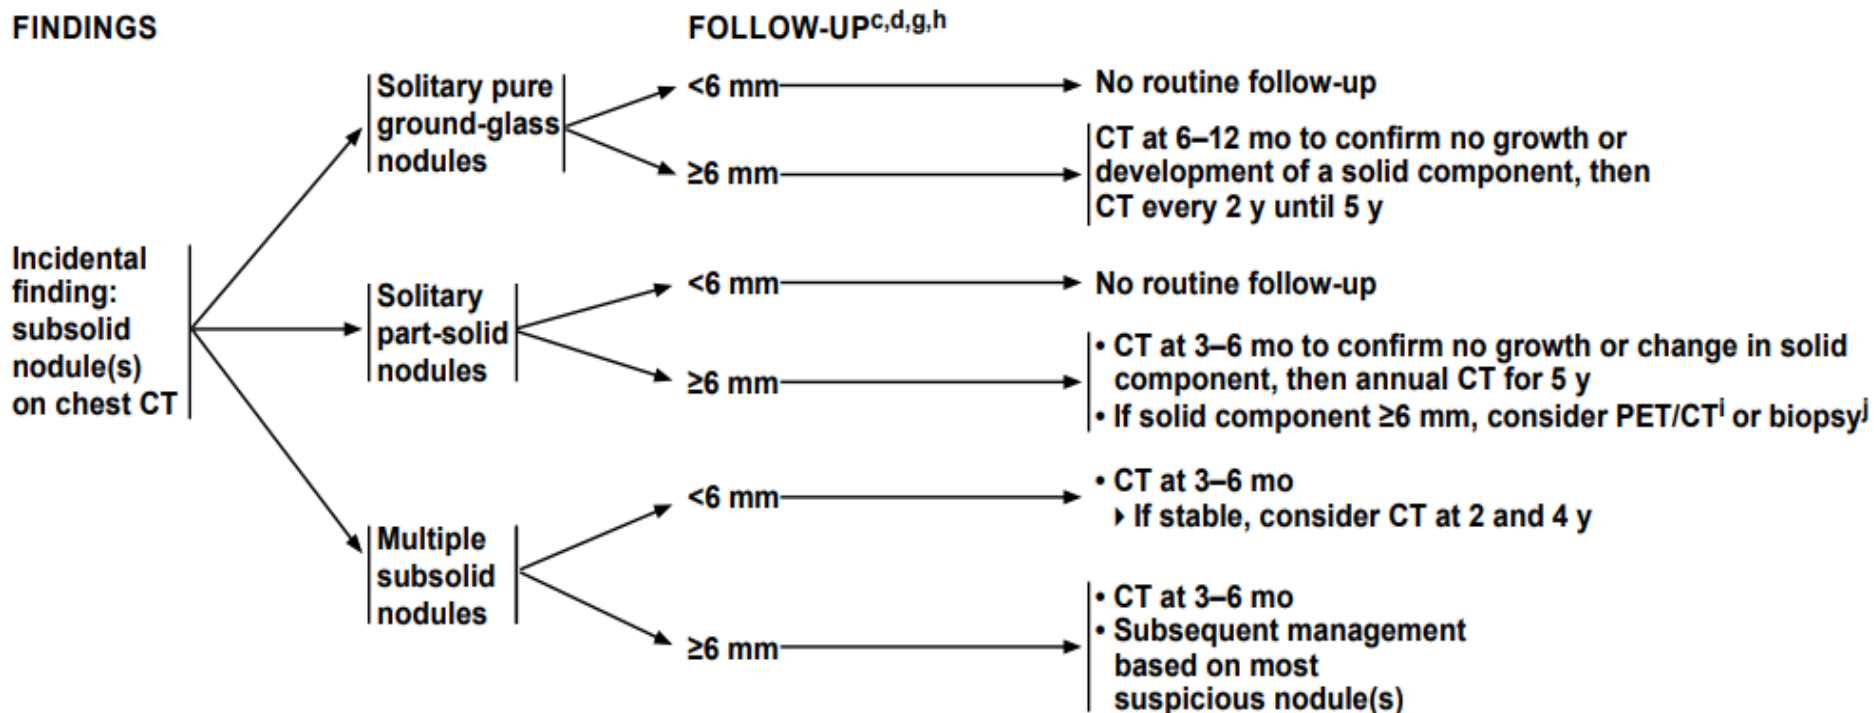 FINDINGS
FOLLOW-UPc,d,g,h
Incidental
finding:
subsolid
nodule(s)
on chest CT
Solitary pure
ground-glass
nodules
<6 mm
No routine follow-up
≥6 mm
CT at 6–12 mo to confirm no growth or
development of a solid component, then
CT every 2 y until 5 y
Solitary
part-solid
nodules
<6 mm
No routine follow-up
≥6 mm
• CT at 3–6 mo to confirm no growth or change in solid
component, then annual CT for 5 y
• If solid component ≥6 mm, consider PET/CTi or biopsyj
Multiple
subsolid
nodules
<6 mm
• CT at 3–6 mo
▸ If stable, consider CT at 2 and 4 y
≥6 mm
• CT at 3–6 mo
• Subsequent management
based on most
suspicious nodule(s)